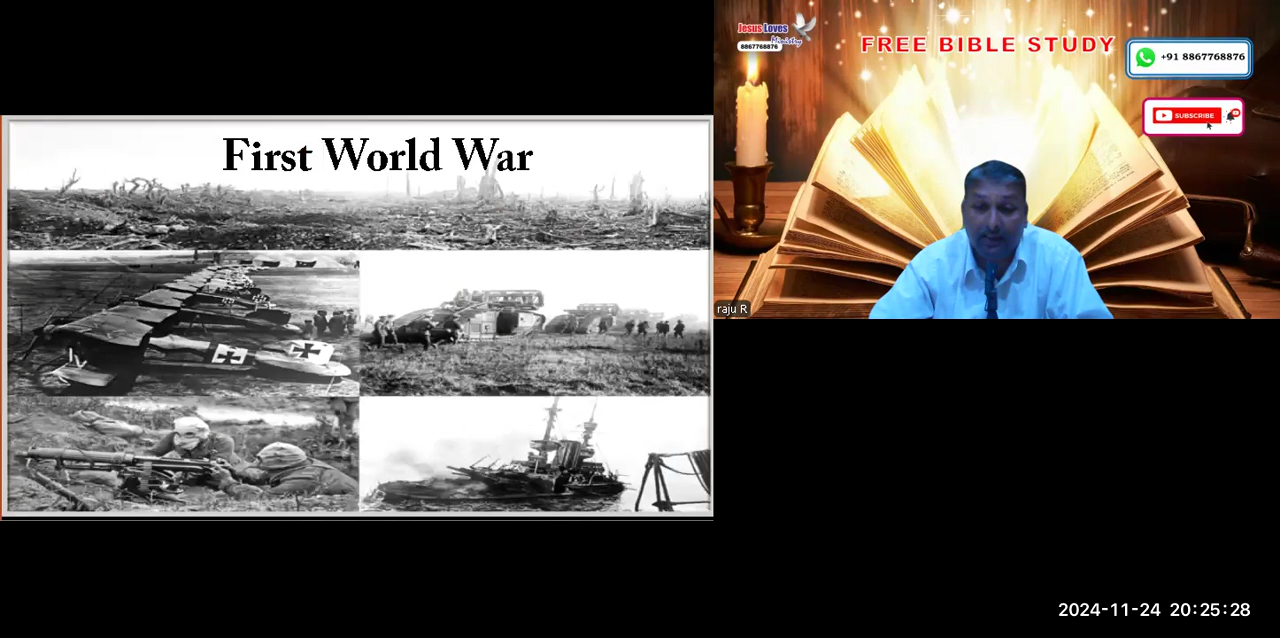 First World War
Jesus Loves
Ministry
8867768876
FREE BIBLE STUDY
+91 8867768876
SUBSCRIBE
raju R
2024-11-24 20:25:28